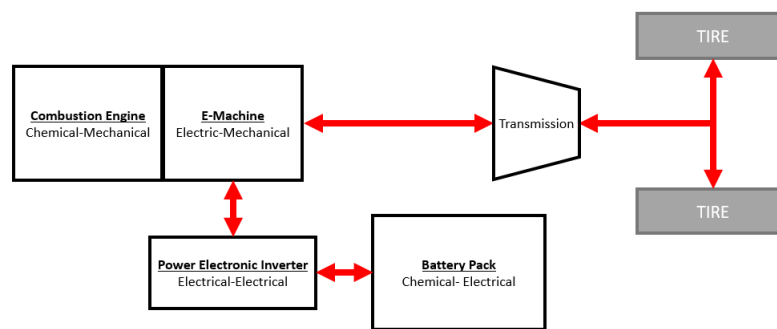 TIRE
Combustion Engine
Chemical-Mechanical
E-Machine
Electric-Mechanical
Transmission
TIRE
Power Electronic Inverter
Electrical-Electrical
Battery Pack
Chemical- Electrical